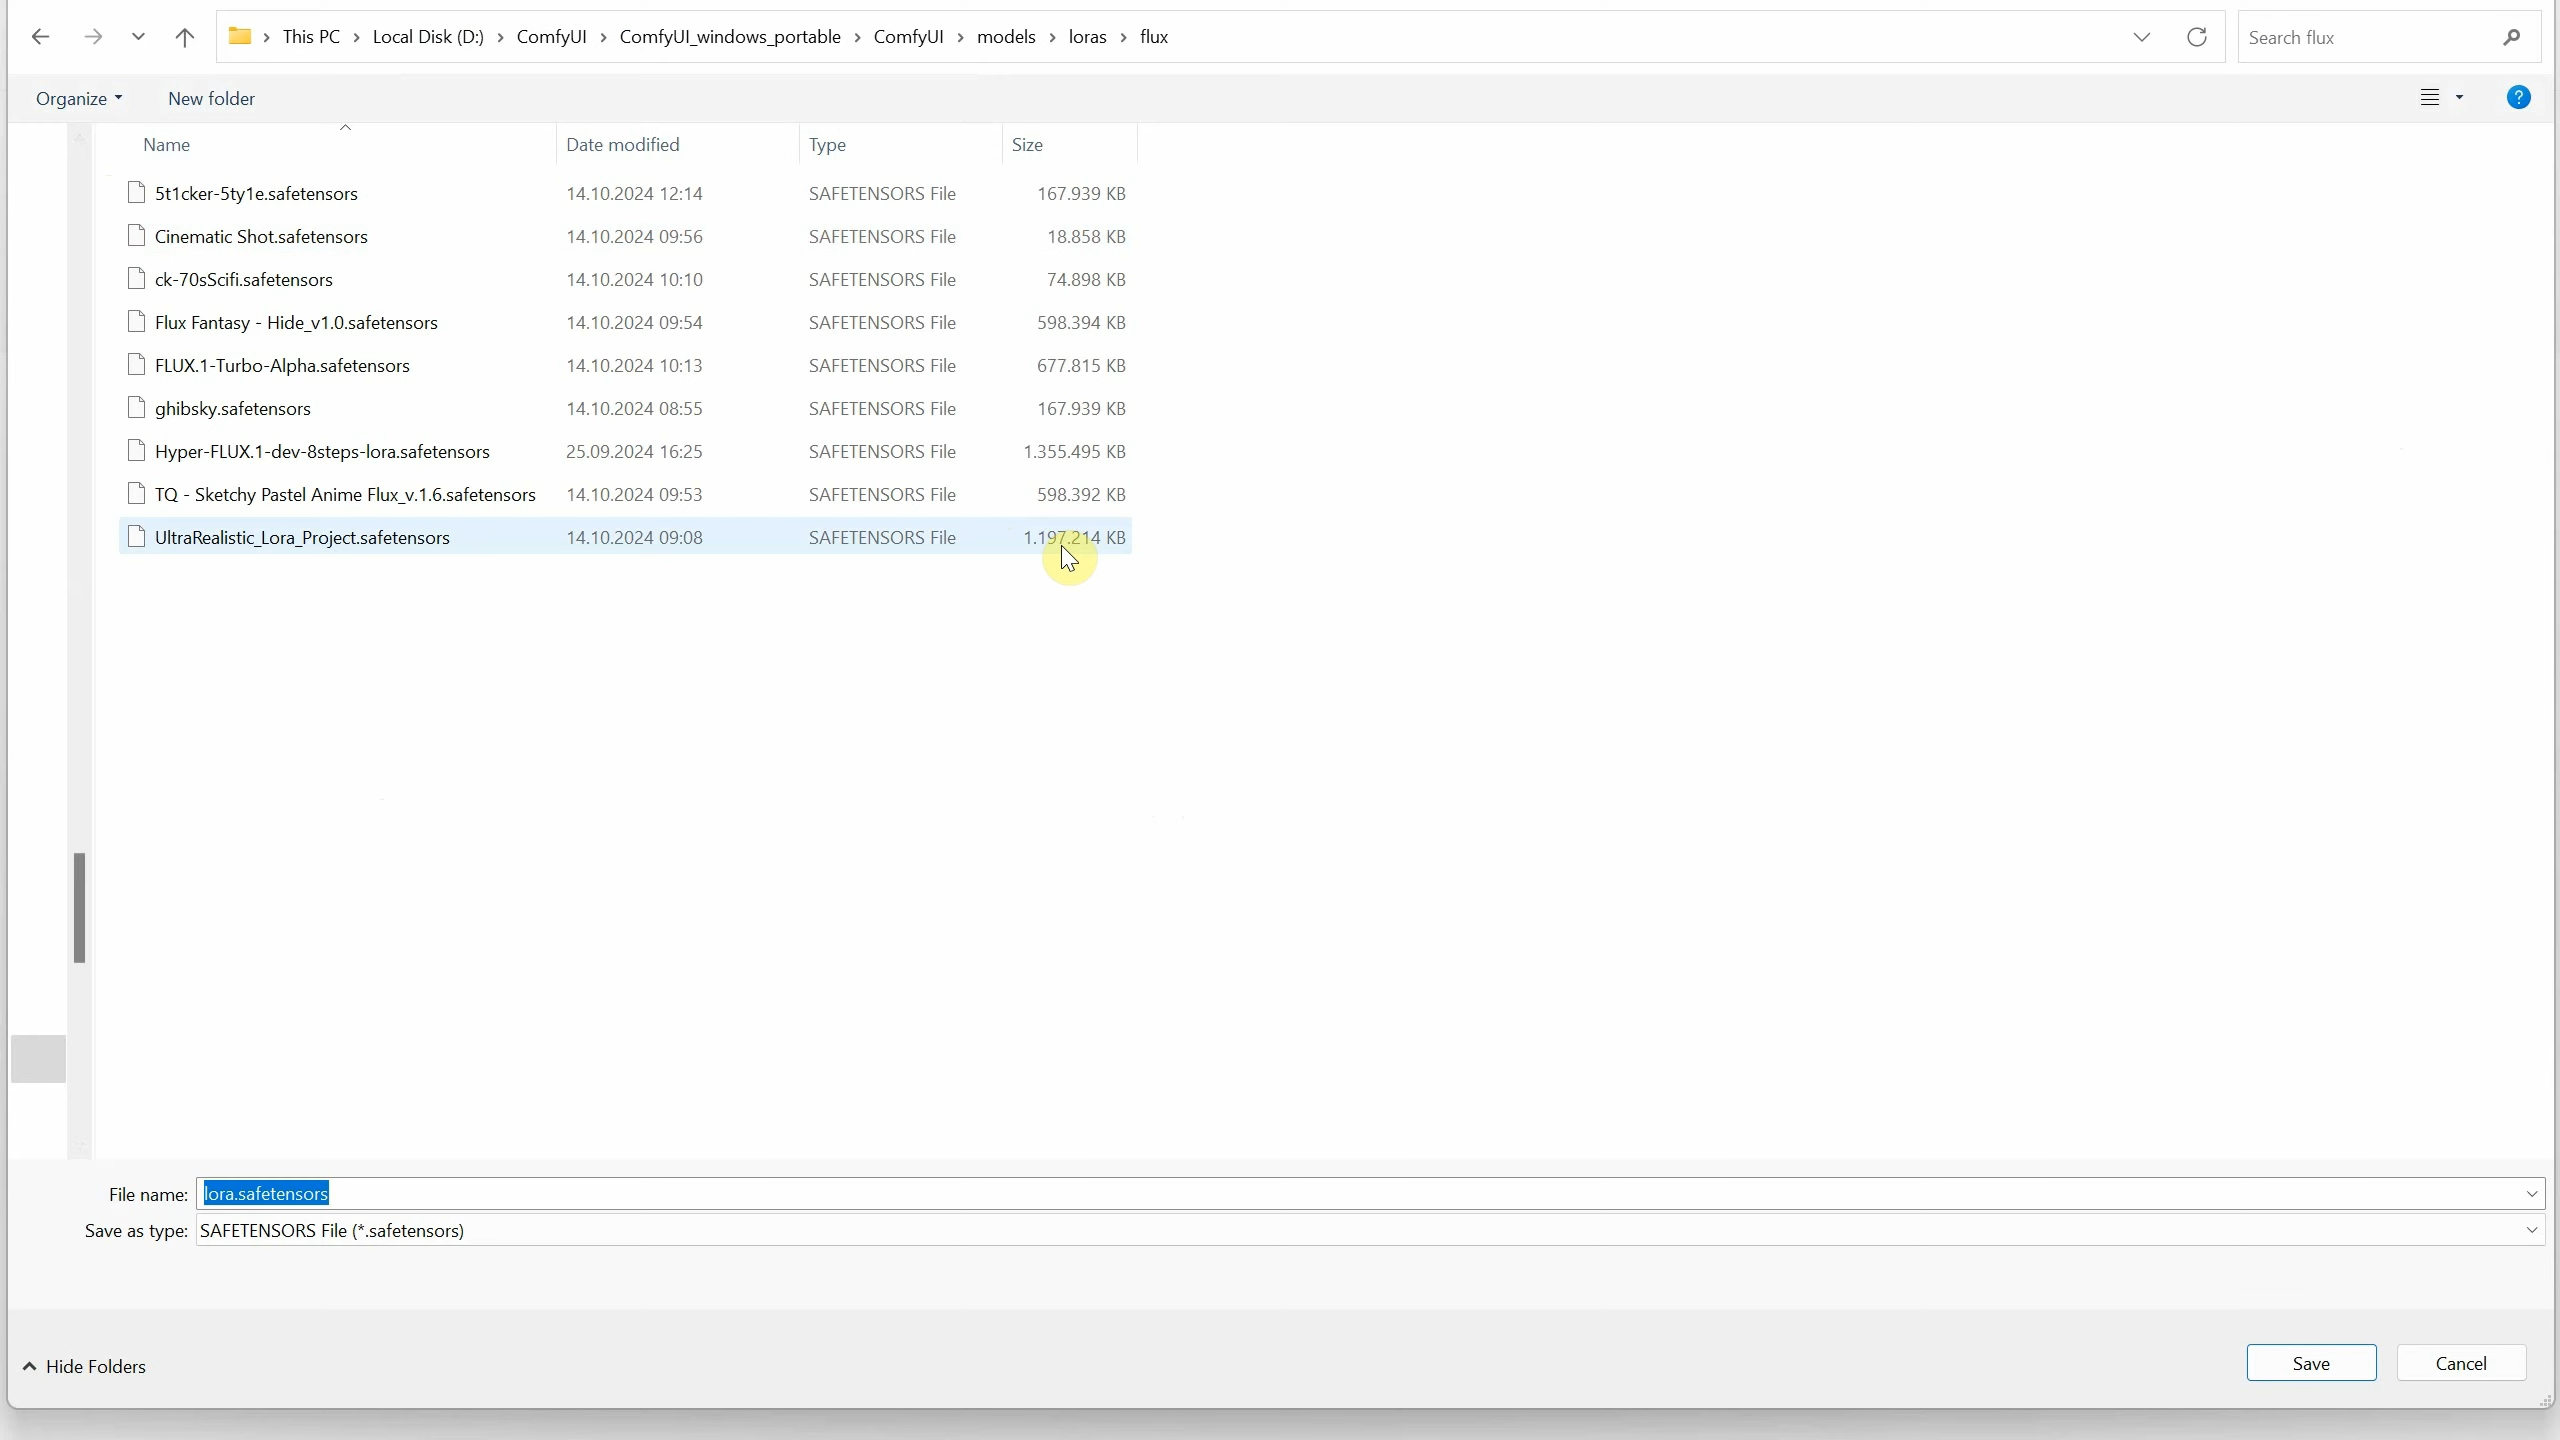 This PC > Local Disk (D:) > ComfyUI > ComfyUI_windows_portable > ComfyUI > models > loras > flux
Search flux
Organize
New folder
?
Name Date modified Type Size
5t1cker-5ty1e.safetensors 14.10.2024 12:14 SAFETENSORS File 167.939 KB
Cinematic Shot.safetensors 14.10.2024 09:56 SAFETENSORS File 18.858 KB
ck-70sScifi.safetensors 14.10.2024 10:10 SAFETENSORS File 74.898 KB
Flux Fantasy - Hide_v1.0.safetensors 14.10.2024 09:54 SAFETENSORS File 598.394 KB
FLUX.1-Turbo-Alpha.safetensors 14.10.2024 10:13 SAFETENSORS File 677.815 KB
ghibsky.safetensors 14.10.2024 08:55 SAFETENSORS File 167.939 KB
Hyper-FLUX.1-dev-8steps-lora.safetensors 25.09.2024 16:25 SAFETENSORS File 1.355.495 KB
TQ - Sketchy Pastel Anime Flux_v.1.6.safetensors 14.10.2024 09:53 SAFETENSORS File 598.392 KB
UltraRealistic_Lora_Project.safetensors 14.10.2024 09:08 SAFETENSORS File 1.197.214 KB
File name: lora.safetensors
Save as type: SAFETENSORS File (*.safetensors)
Hide Folders
Save
Cancel